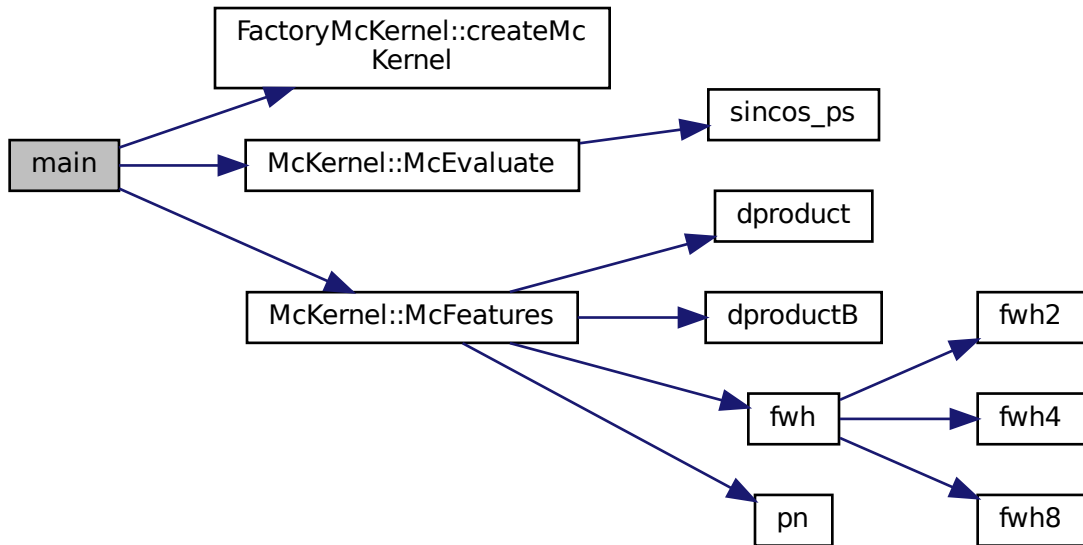 FactoryMcKernel::createMc
Kernel
main
McKernel::McEvaluate
sincos_ps
dproduct
McKernel::McFeatures
dproductB
fwh
fwh2
fwh4
fwh8
pn